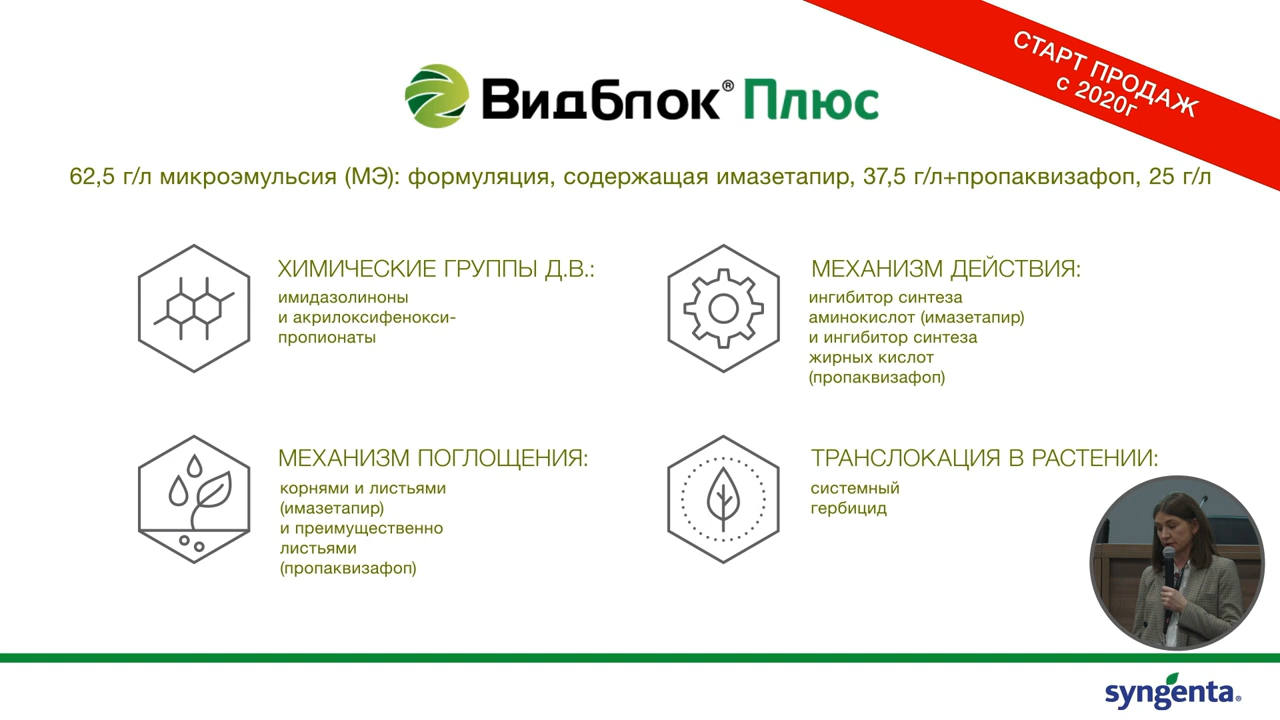 СТАРТ ПРОДАЖ
с 2020г
Видблок® Плюс
62,5 г/л микроэмульсия (МЭ): формуляция, содержащая имазетапир, 37,5 г/л+пропаквизафоп, 25 г/л
ХИМИЧЕСКИЕ ГРУППЫ Д.В.:
имидазолиноны
и акрилоксифенокси-
пропионаты
МЕХАНИЗМ ДЕЙСТВИЯ:
ингибитор синтеза
аминокислот (имазетапир)
и ингибитор синтеза
жирных кислот
(пропаквизафоп)
МЕХАНИЗМ ПОГЛОЩЕНИЯ:
корнями и листьями
(имазетапир)
и преимущественно
листьями
(пропаквизафоп)
ТРАНСЛОКАЦИЯ В РАСТЕНИИ:
системный
гербицид
syngenta®